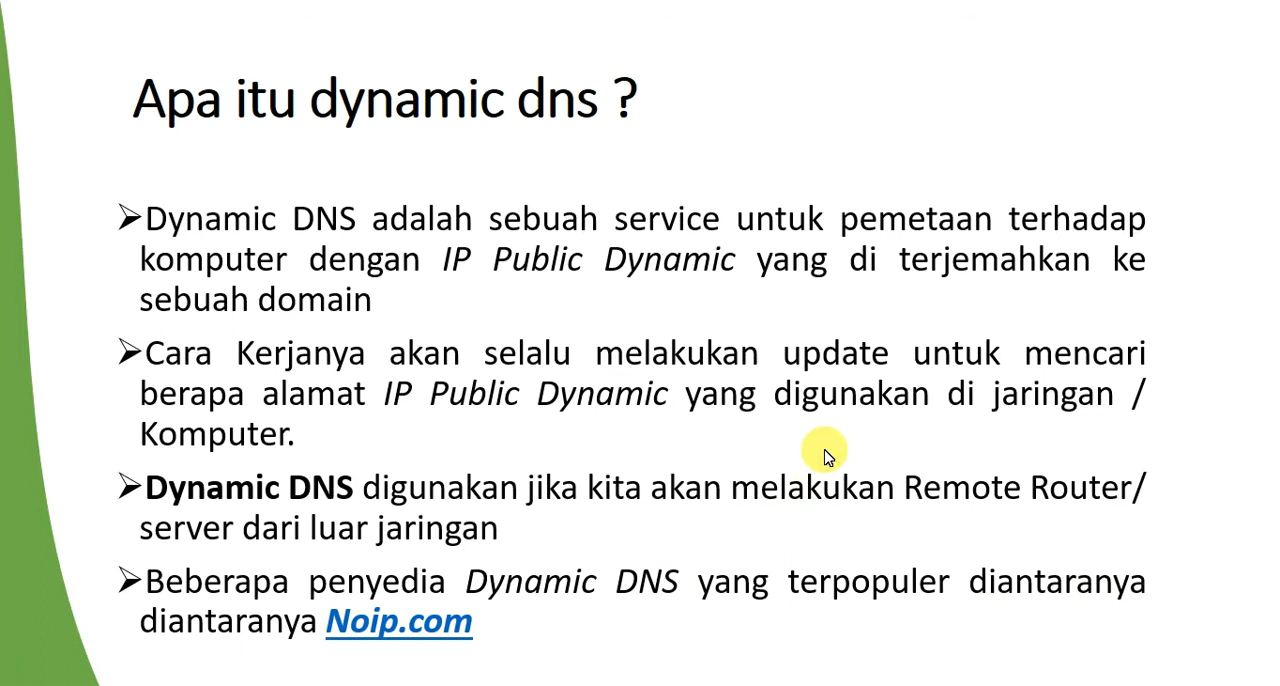 Apa itu dynamic dns ?
➢Dynamic DNS adalah sebuah service untuk pemetaan terhadap
komputer dengan IP Public Dynamic yang di terjemahkan ke
sebuah domain
➢Cara Kerjanya akan selalu melakukan update untuk mencari
berapa alamat IP Public Dynamic yang digunakan di jaringan /
Komputer.
➢Dynamic DNS digunakan jika kita akan melakukan Remote Router/
server dari luar jaringan
➢Beberapa penyedia Dynamic DNS yang terpopuler diantaranya
diantaranya Noip.com